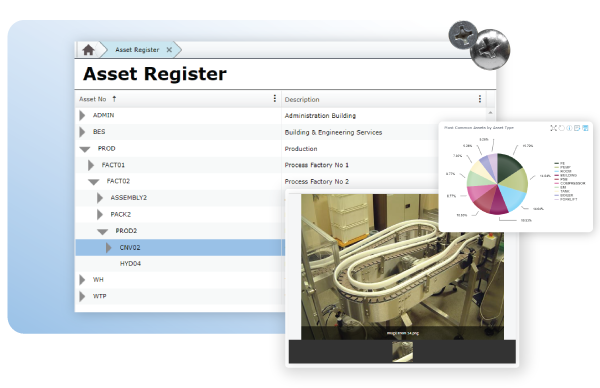 Asset Register ×
Asset Register
Asset No ↑
Description
ADMIN
Administration Building
BES
Building & Engineering Services
PROD
Production
FACT01
Process Factory No 1
FACT02
Process Factory No 2
ASSEMBLY2
PACK2
PROD2
CNV02
HYD04
WH
WTP
Most Common Assets by Asset Type